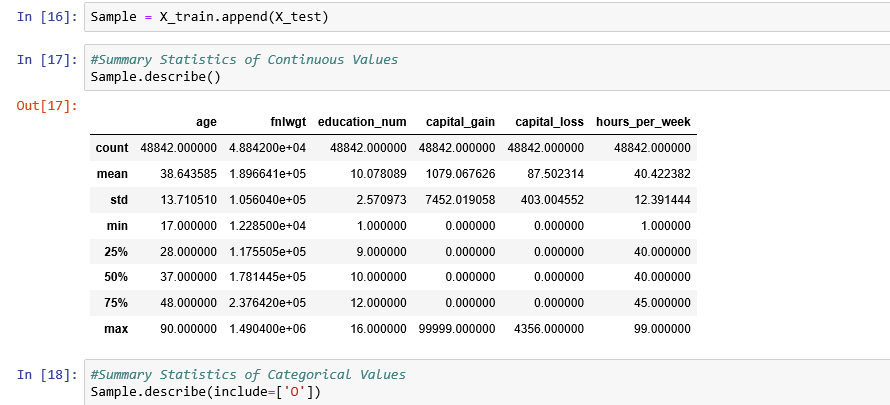 In [16]: Sample = X_train.append(X_test)
In [17]: #Summary Statistics of Continuous Values
Sample.describe()
Out[17]:
age fnlwgt education_num capital_gain capital_loss hours_per_week
count 48842.000000 4.884200e+04 48842.000000 48842.000000 48842.000000 48842.000000
mean 38.643585 1.896641e+05 10.078089 1079.067626 87.502314 40.422382
std 13.710510 1.056040e+05 2.570973 7452.019058 403.004552 12.391444
min 17.000000 1.228500e+04 1.000000 0.000000 0.000000 1.000000
25% 28.000000 1.175505e+05 9.000000 0.000000 0.000000 40.000000
50% 37.000000 1.781445e+05 10.000000 0.000000 0.000000 40.000000
75% 48.000000 2.376420e+05 12.000000 0.000000 0.000000 45.000000
max 90.000000 1.490400e+06 16.000000 99999.000000 4356.000000 99.000000
In [18]: #Summary Statistics of Categorical Values
Sample.describe(include=['O'])